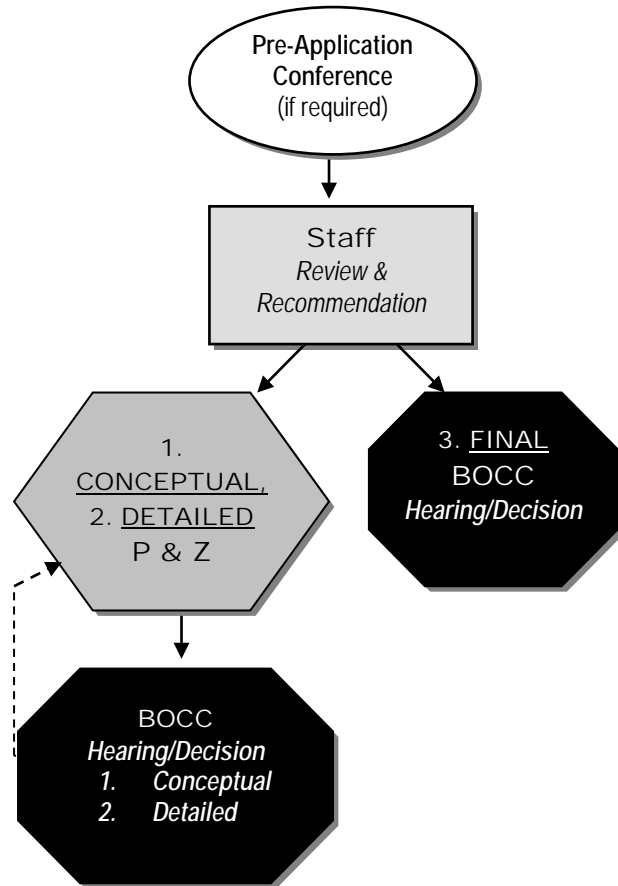 Pre-Application
Conference
(if required)
Staff
Review &
Recommendation
1.
CONCEPTUAL,
2. DETAILED
P & Z
3. FINAL
BOCC
Hearing/Decision
BOCC
Hearing/Decision
1. Conceptual
2. Detailed